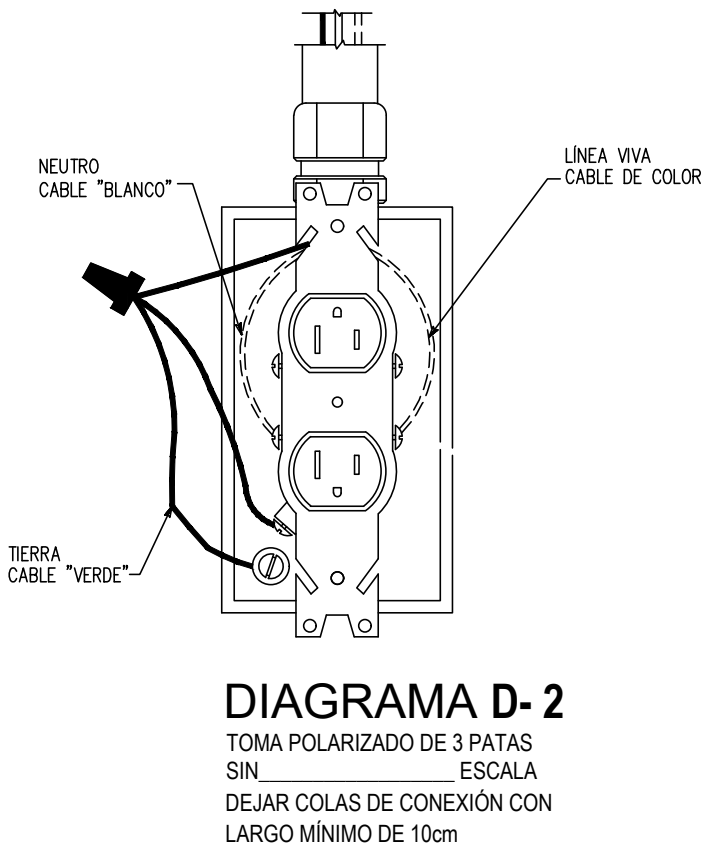 NEUTRO
CABLE "BLANCO"
LÍNEA VIVA
CABLE DE COLOR
TIERRA
CABLE "VERDE"
DIAGRAMA D- 2
TOMA POLARIZADO DE 3 PATAS
SIN___________________ ESCALA
DEJAR COLAS DE CONEXIÓN CON
LARGO MÍNIMO DE 10cm